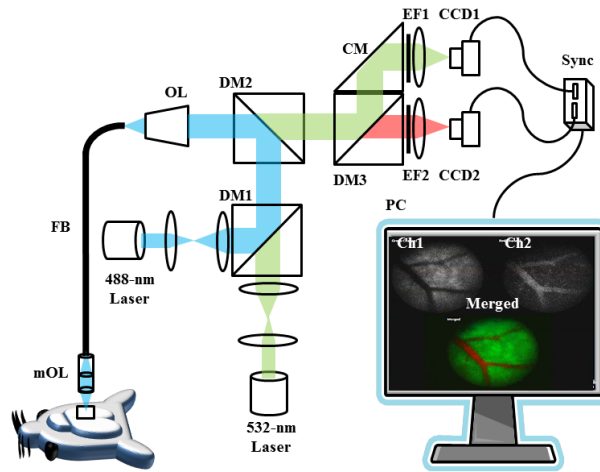 EF1 CCD1
CM
Sync
DM2
OL
DM3
EF2 CCD2
DM1
FB
PC
488-nm
Laser
Ch1
Ch2
Merged
mOL
532-nm
Laser